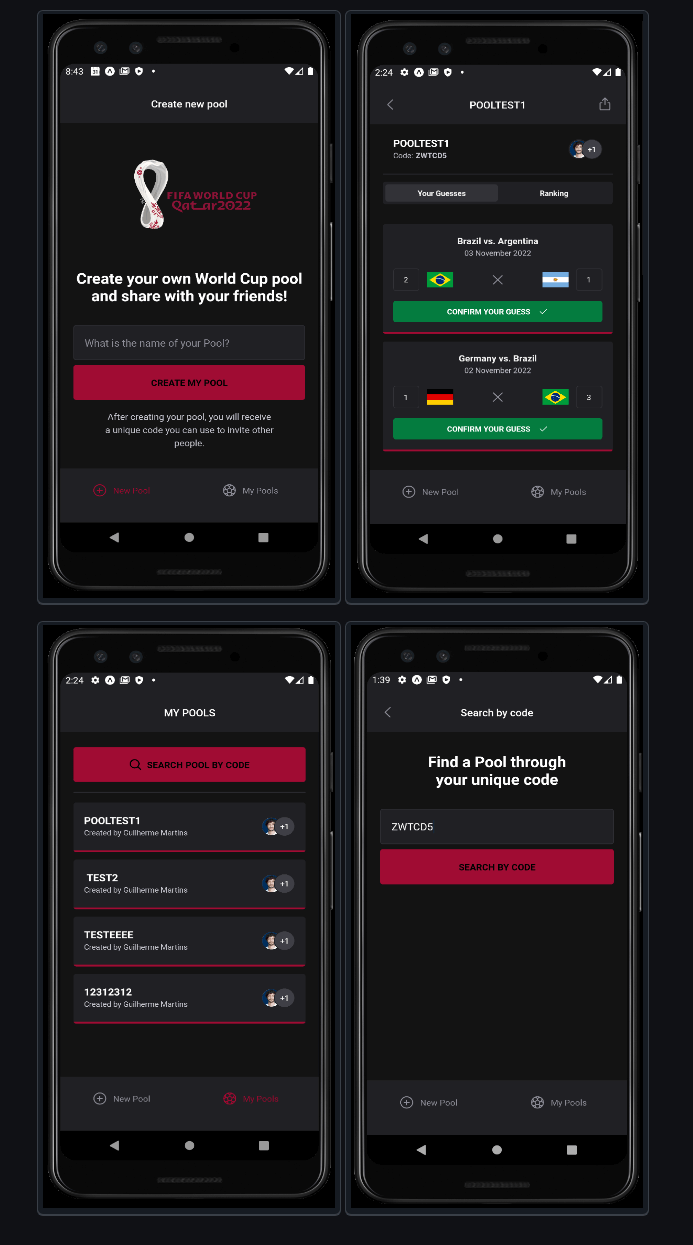 8:43
Create new pool
FIFA WORLD CUP
Qatar2022
Create your own World Cup pool
and share with your friends!
What is the name of your Pool?
CREATE MY POOL
After creating your pool, you will receive
a unique code you can use to invite other
people.
New Pool
My Pools
2:24
POOLTEST1
POOLTEST1
Code: ZWTCD5
+1
Your Guesses
Ranking
Brazil vs. Argentina
03 November 2022
2
1
CONFIRM YOUR GUESS
Germany vs. Brazil
02 November 2022
1
3
CONFIRM YOUR GUESS
New Pool
My Pools
2:24
MY POOLS
SEARCH POOL BY CODE
POOLTEST1
Created by Guilherme Martins
+1
TEST2
Created by Guilherme Martins
+1
TESTEEEE
Created by Guilherme Martins
+1
12312312
Created by Guilherme Martins
+1
New Pool
My Pools
1:39
Search by code
Find a Pool through
your unique code
ZWTCD5
SEARCH BY CODE
New Pool
My Pools